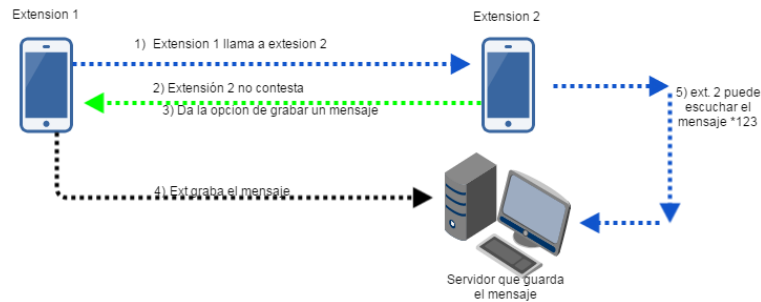 Extension 1
Extension 2
1) Extension 1 llama a extesion 2
2) Extensión 2 no contesta
3) Da la opcion de grabar un mensaje
5) ext. 2 puede
escuchar el
mensaje *123
4) Ext graba el mensaje
Servidor que guarda
el mensaje